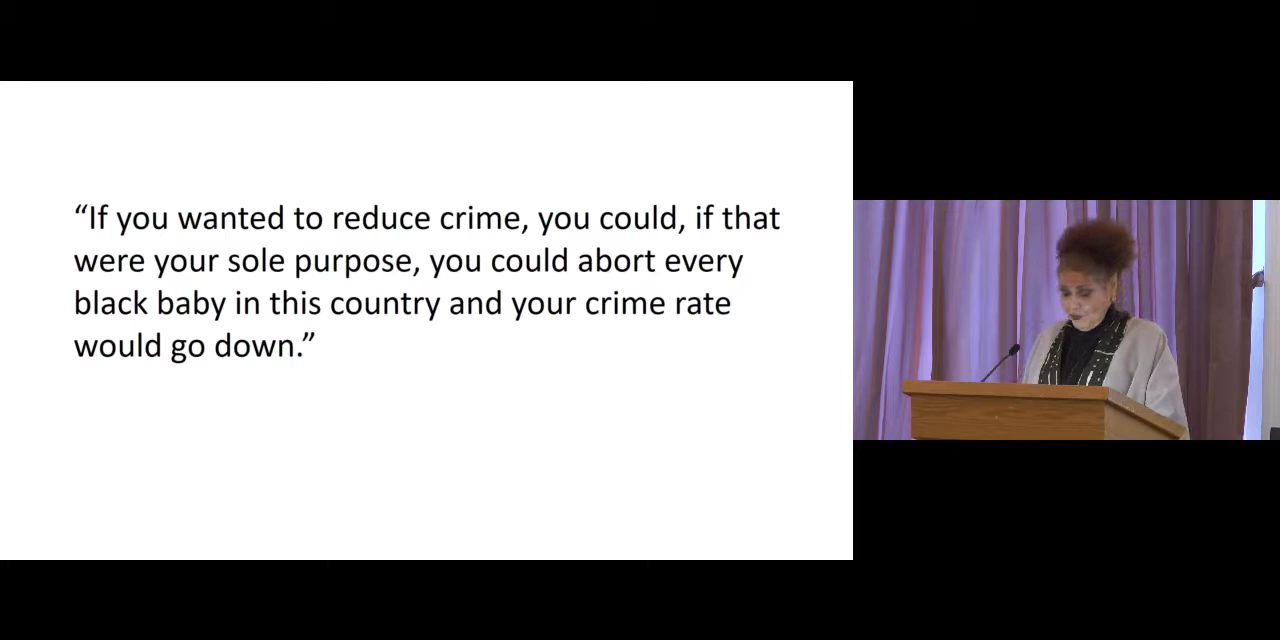 “If you wanted to reduce crime, you could, if that
were your sole purpose, you could abort every
black baby in this country and your crime rate
would go down.”